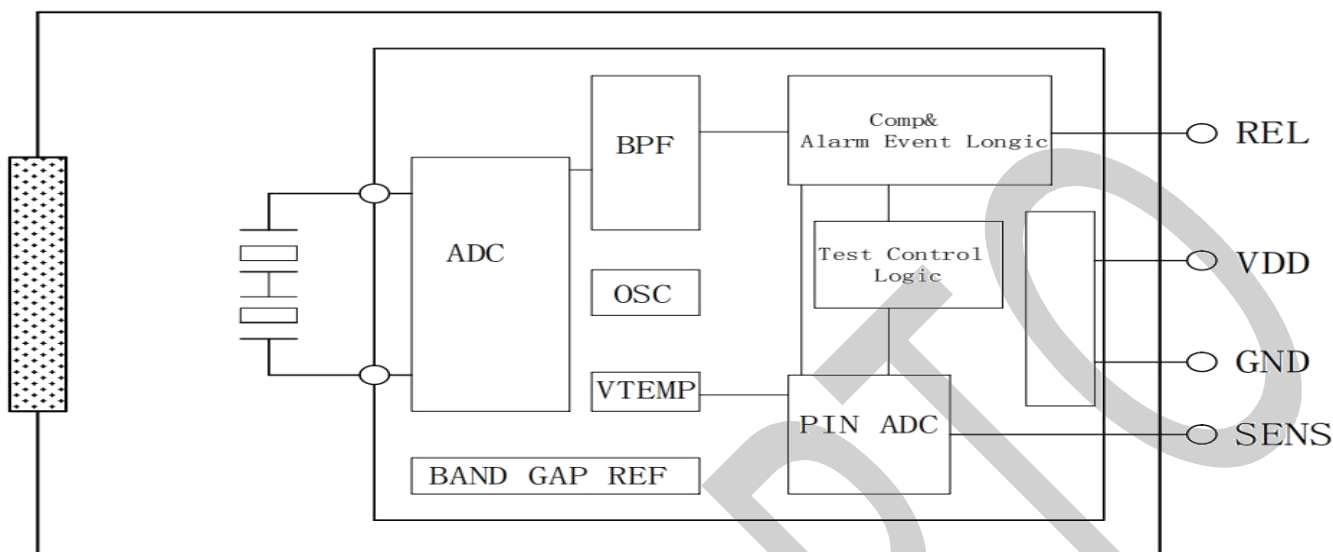 BPF
Comp&
Alarm Event Longic
REL
ADC
Test Control
Logic
VDD
OSC
GND
VTEMP
PIN ADC
SENS
BAND GAP REF